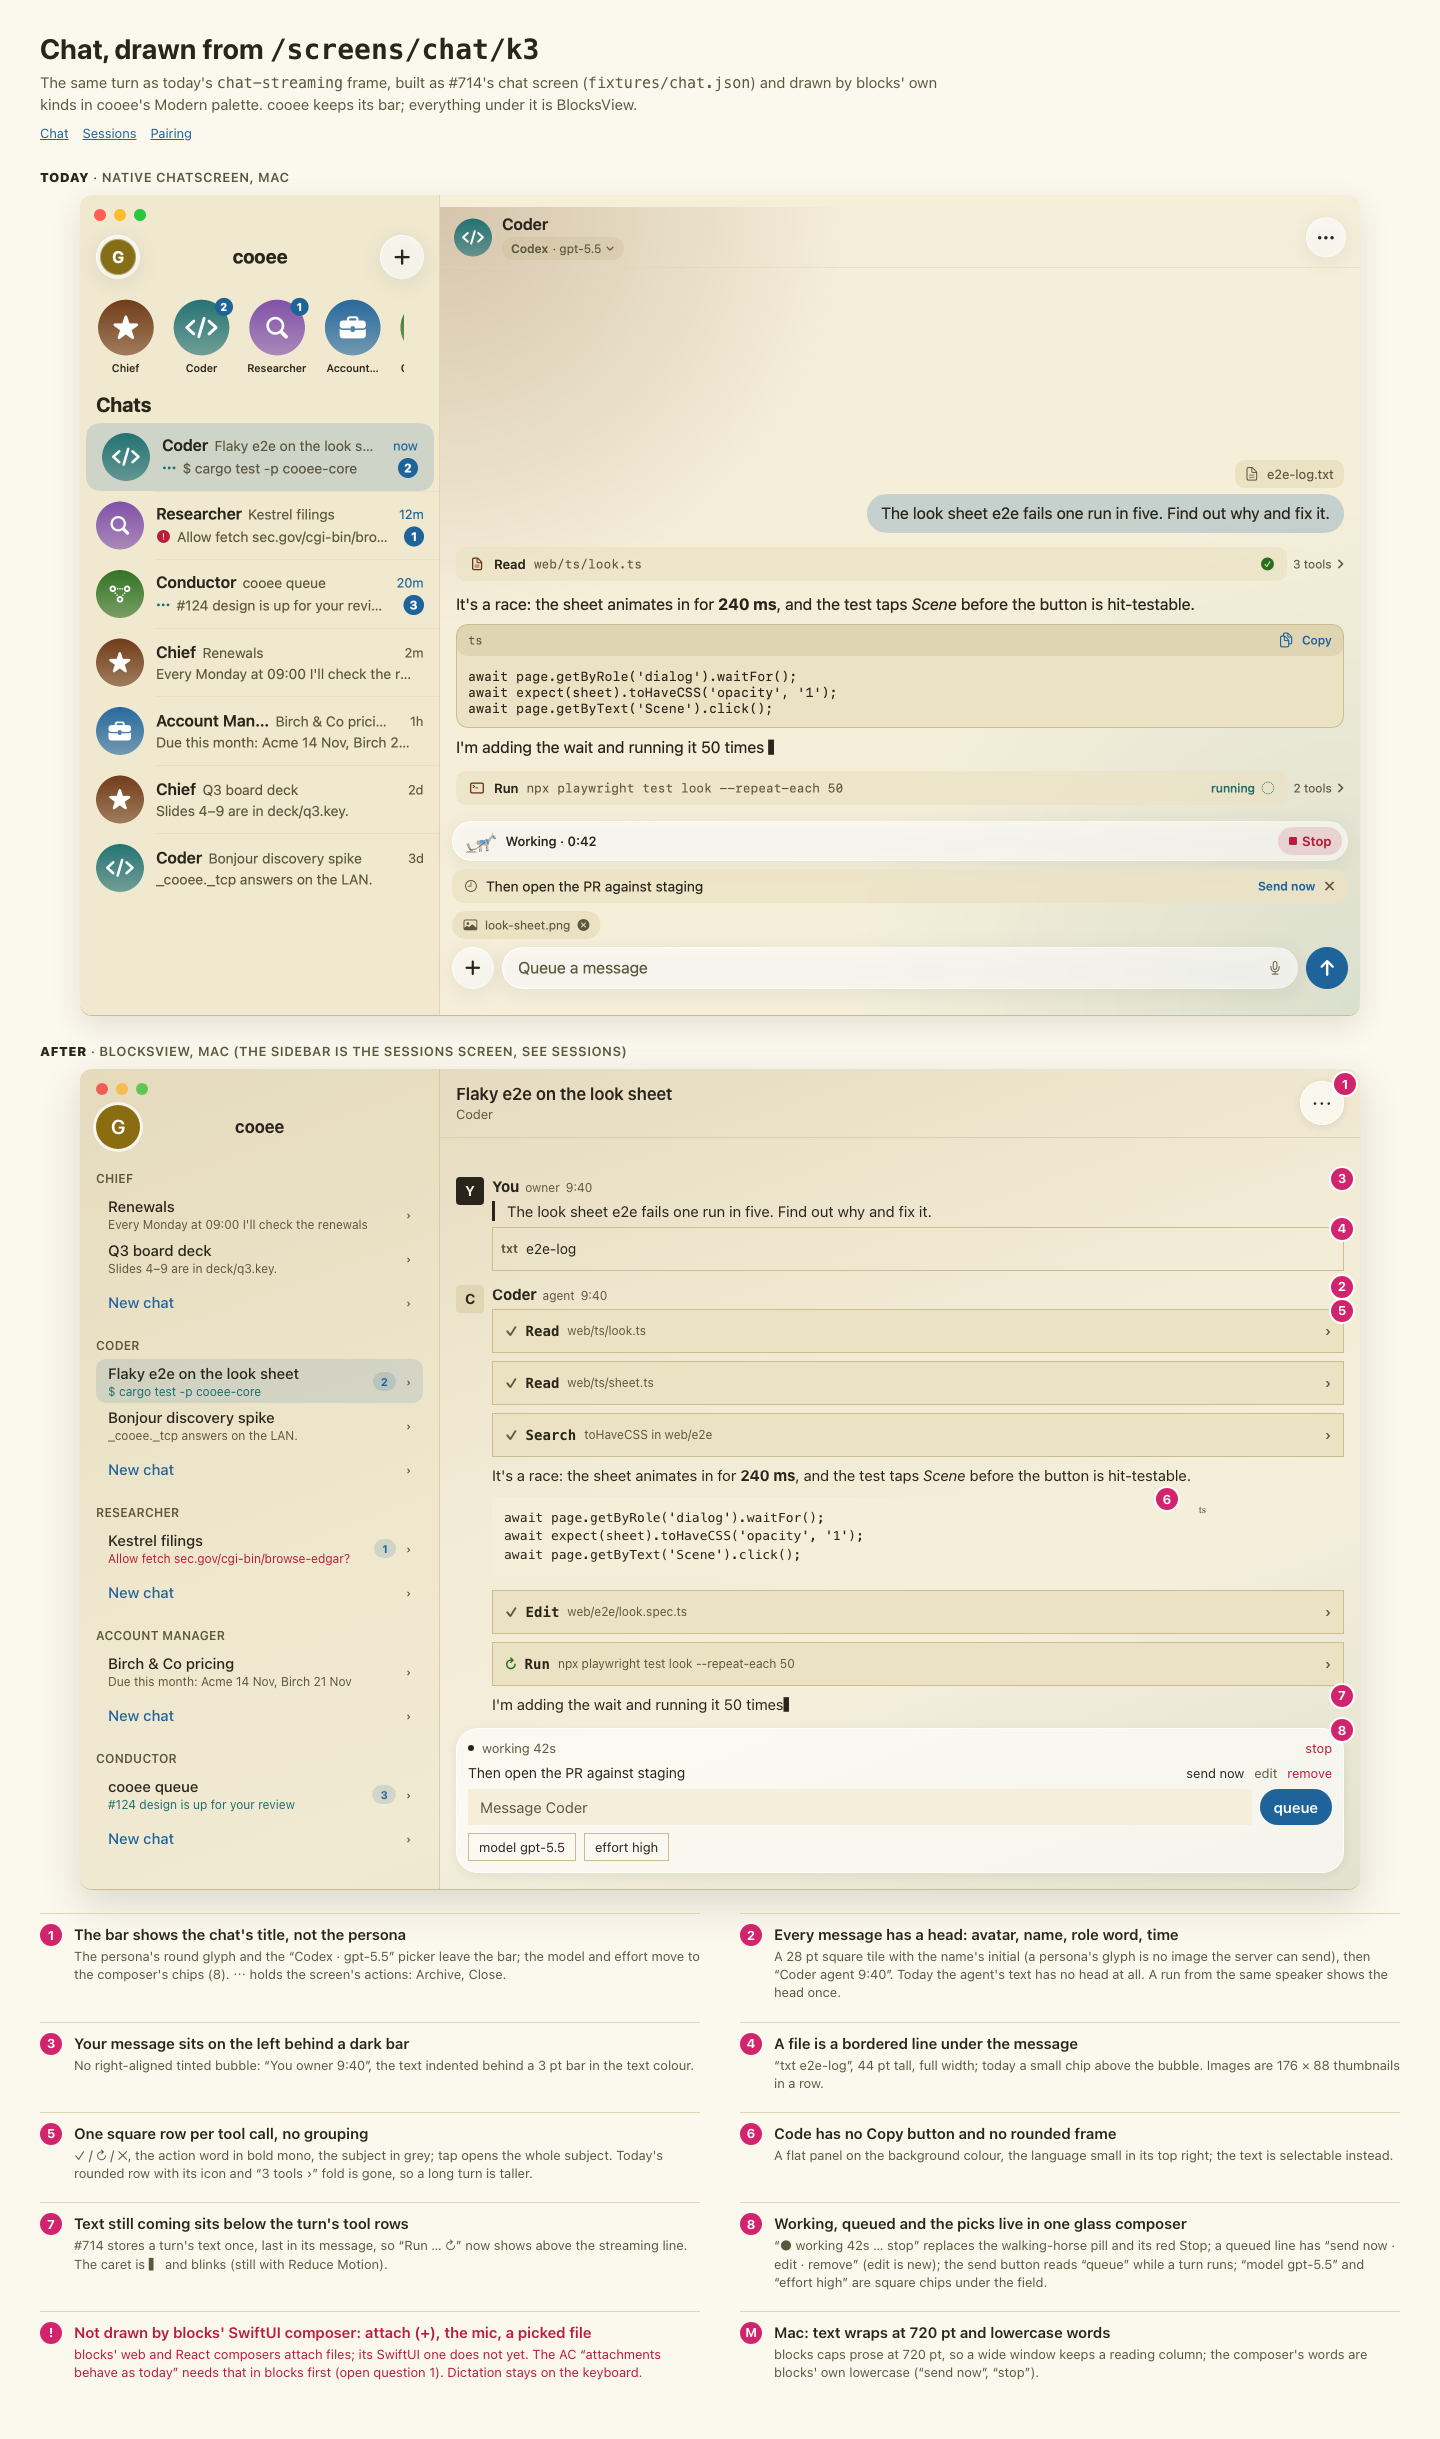 Chat, drawn from /screens/chat/k3
The same turn as today's chat-streaming frame, built as #714's chat screen (fixtures/chat.json) and drawn by blocks' own
kinds in cooee's Modern palette. cooee keeps its bar; everything under it is BlocksView.
Chat Sessions Pairing
TODAY · NATIVE CHATSCREEN, MAC
G
cooee
Chief
2
Coder
1
Researcher
Account...
Chats
Coder Flaky e2e on the look s... now
$ cargo test -p cooee-core 2
Researcher Kestrel filings 12m
Allow fetch sec.gov/cgi-bin/bro... 1
Conductor cooee queue 20m
#124 design is up for your revi... 3
Chief Renewals 2m
Every Monday at 09:00 I'll check the r...
Account Man... Birch & Co prici... 1h
Due this month: Acme 14 Nov, Birch 2...
Chief Q3 board deck 2d
Slides 4–9 are in deck/q3.key.
Coder Bonjour discovery spike 3d
_cooee._tcp answers on the LAN.
Coder
Codex · gpt-5.5
e2e-log.txt
The look sheet e2e fails one run in five. Find out why and fix it.
Read web/ts/look.ts 3 tools
It's a race: the sheet animates in for 240 ms, and the test taps Scene before the button is hit-testable.
ts Copy
await page.getByRole('dialog').waitFor();
await expect(sheet).toHaveCSS('opacity', '1');
await page.getByText('Scene').click();
I'm adding the wait and running it 50 times
Run npx playwright test look --repeat-each 50 running 2 tools
Working · 0:42 Stop
Then open the PR against staging Send now
look-sheet.png
Queue a message
AFTER · BLOCKSVIEW, MAC (THE SIDEBAR IS THE SESSIONS SCREEN, SEE SESSIONS)
G
cooee
CHIEF
Renewals
Every Monday at 09:00 I'll check the renewals
Q3 board deck
Slides 4–9 are in deck/q3.key.
New chat
CODER
Flaky e2e on the look sheet
$ cargo test -p cooee-core
2
Bonjour discovery spike
_cooee._tcp answers on the LAN.
New chat
RESEARCHER
Kestrel filings
Allow fetch sec.gov/cgi-bin/browse-edgar?
1
New chat
ACCOUNT MANAGER
Birch & Co pricing
Due this month: Acme 14 Nov, Birch 21 Nov
New chat
CONDUCTOR
cooee queue
#124 design is up for your review
3
New chat
Flaky e2e on the look sheet
Coder
1
Y You owner 9:40 3
The look sheet e2e fails one run in five. Find out why and fix it.
4
txt e2e-log
C Coder agent 9:40 2
5
✓ Read web/ts/look.ts ›
✓ Read web/ts/sheet.ts ›
✓ Search toHaveCSS in web/e2e ›
It's a race: the sheet animates in for 240 ms, and the test taps Scene before the button is hit-testable.
6 ts
await page.getByRole('dialog').waitFor();
await expect(sheet).toHaveCSS('opacity', '1');
await page.getByText('Scene').click();
✓ Edit web/e2e/look.spec.ts ›
↻ Run npx playwright test look --repeat-each 50 ›
7
I'm adding the wait and running it 50 times
8
working 42s stop
Then open the PR against staging send now edit remove
Message Coder queue
model gpt-5.5 effort high
1 The bar shows the chat's title, not the persona
The persona's round glyph and the “Codex · gpt-5.5” picker leave the bar; the model and effort move to
the composer's chips (8). ··· holds the screen's actions: Archive, Close.
2 Every message has a head: avatar, name, role word, time
A 28 pt square tile with the name's initial (a persona's glyph is no image the server can send), then
“Coder agent 9:40”. Today the agent's text has no head at all. A run from the same speaker shows the
head once.
3 Your message sits on the left behind a dark bar
No right-aligned tinted bubble: “You owner 9:40”, the text indented behind a 3 pt bar in the text colour.
4 A file is a bordered line under the message
“txt e2e-log”, 44 pt tall, full width; today a small chip above the bubble. Images are 176 × 88 thumbnails
in a row.
5 One square row per tool call, no grouping
✓ / ↻ / ✕, the action word in bold mono, the subject in grey; tap opens the whole subject. Today's
rounded row with its icon and “3 tools ›” fold is gone, so a long turn is taller.
6 Code has no Copy button and no rounded frame
A flat panel on the background colour, the language small in its top right; the text is selectable instead.
7 Text still coming sits below the turn's tool rows
#714 stores a turn's text once, last in its message, so “Run … ↻” now shows above the streaming line.
The caret is ▌ and blinks (still with Reduce Motion).
8 Working, queued and the picks live in one glass composer
“● working 42s … stop” replaces the walking-horse pill and its red Stop; a queued line has “send now ·
edit · remove” (edit is new); the send button reads “queue” while a turn runs; “model gpt-5.5” and
“effort high” are square chips under the field.
! Not drawn by blocks' SwiftUI composer: attach (+), the mic, a picked file
blocks' web and React composers attach files; its SwiftUI one does not yet. The AC “attachments
behave as today” needs that in blocks first (open question 1). Dictation stays on the keyboard.
M Mac: text wraps at 720 pt and lowercase words
blocks caps prose at 720 pt, so a wide window keeps a reading column; the composer's words are
blocks' own lowercase (“send now”, “stop”).